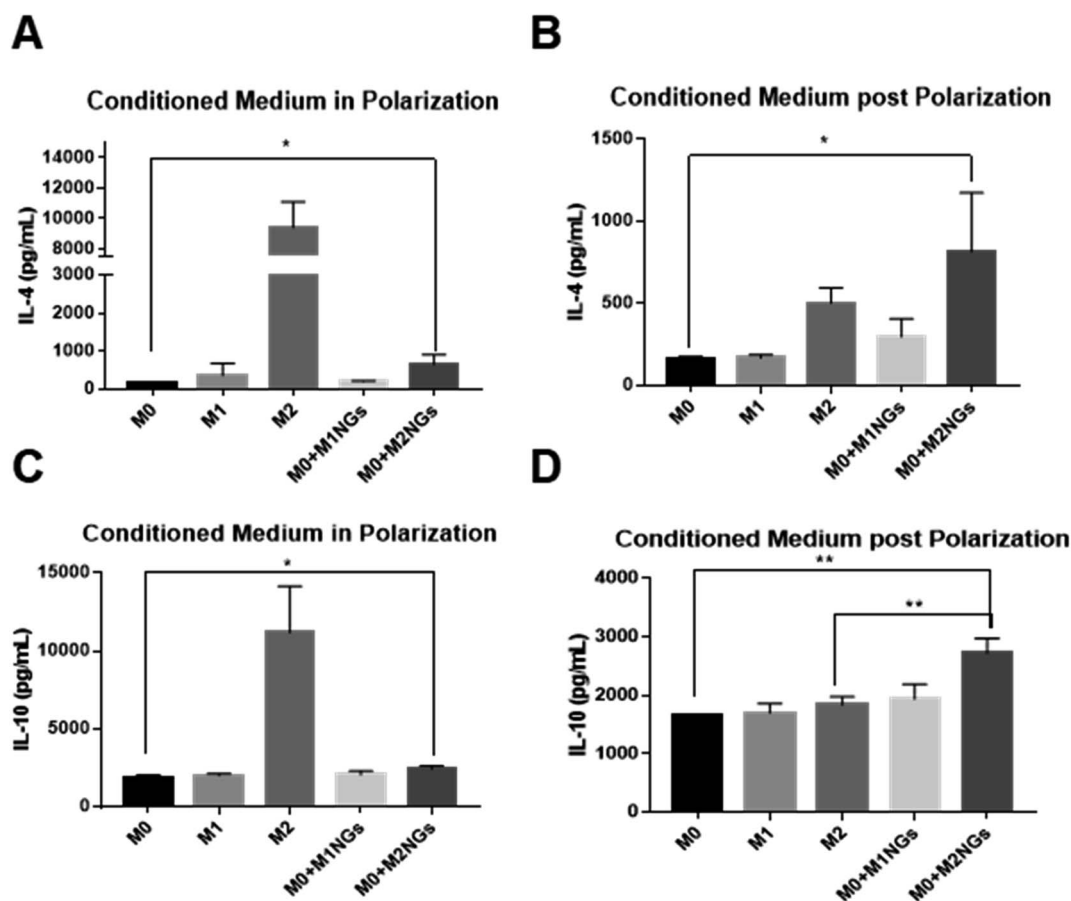 A
Conditioned Medium in Polarization
IL-4 (pg/mL)
14000
12000
10000
8000
3000
2000
1000
0
*
M0
M1
M2
M0+M1NGs
M0+M2NGs
B
Conditioned Medium post Polarization
IL-4 (pg/mL)
1500
1000
500
0
*
M0
M1
M2
M0+M1NGs
M0+M2NGs
C
Conditioned Medium in Polarization
IL-10 (pg/mL)
15000
10000
5000
0
*
M0
M1
M2
M0+M1NGs
M0+M2NGs
D
Conditioned Medium post Polarization
IL-10 (pg/mL)
4000
3000
2000
1000
0
**
**
M0
M1
M2
M0+M1NGs
M0+M2NGs